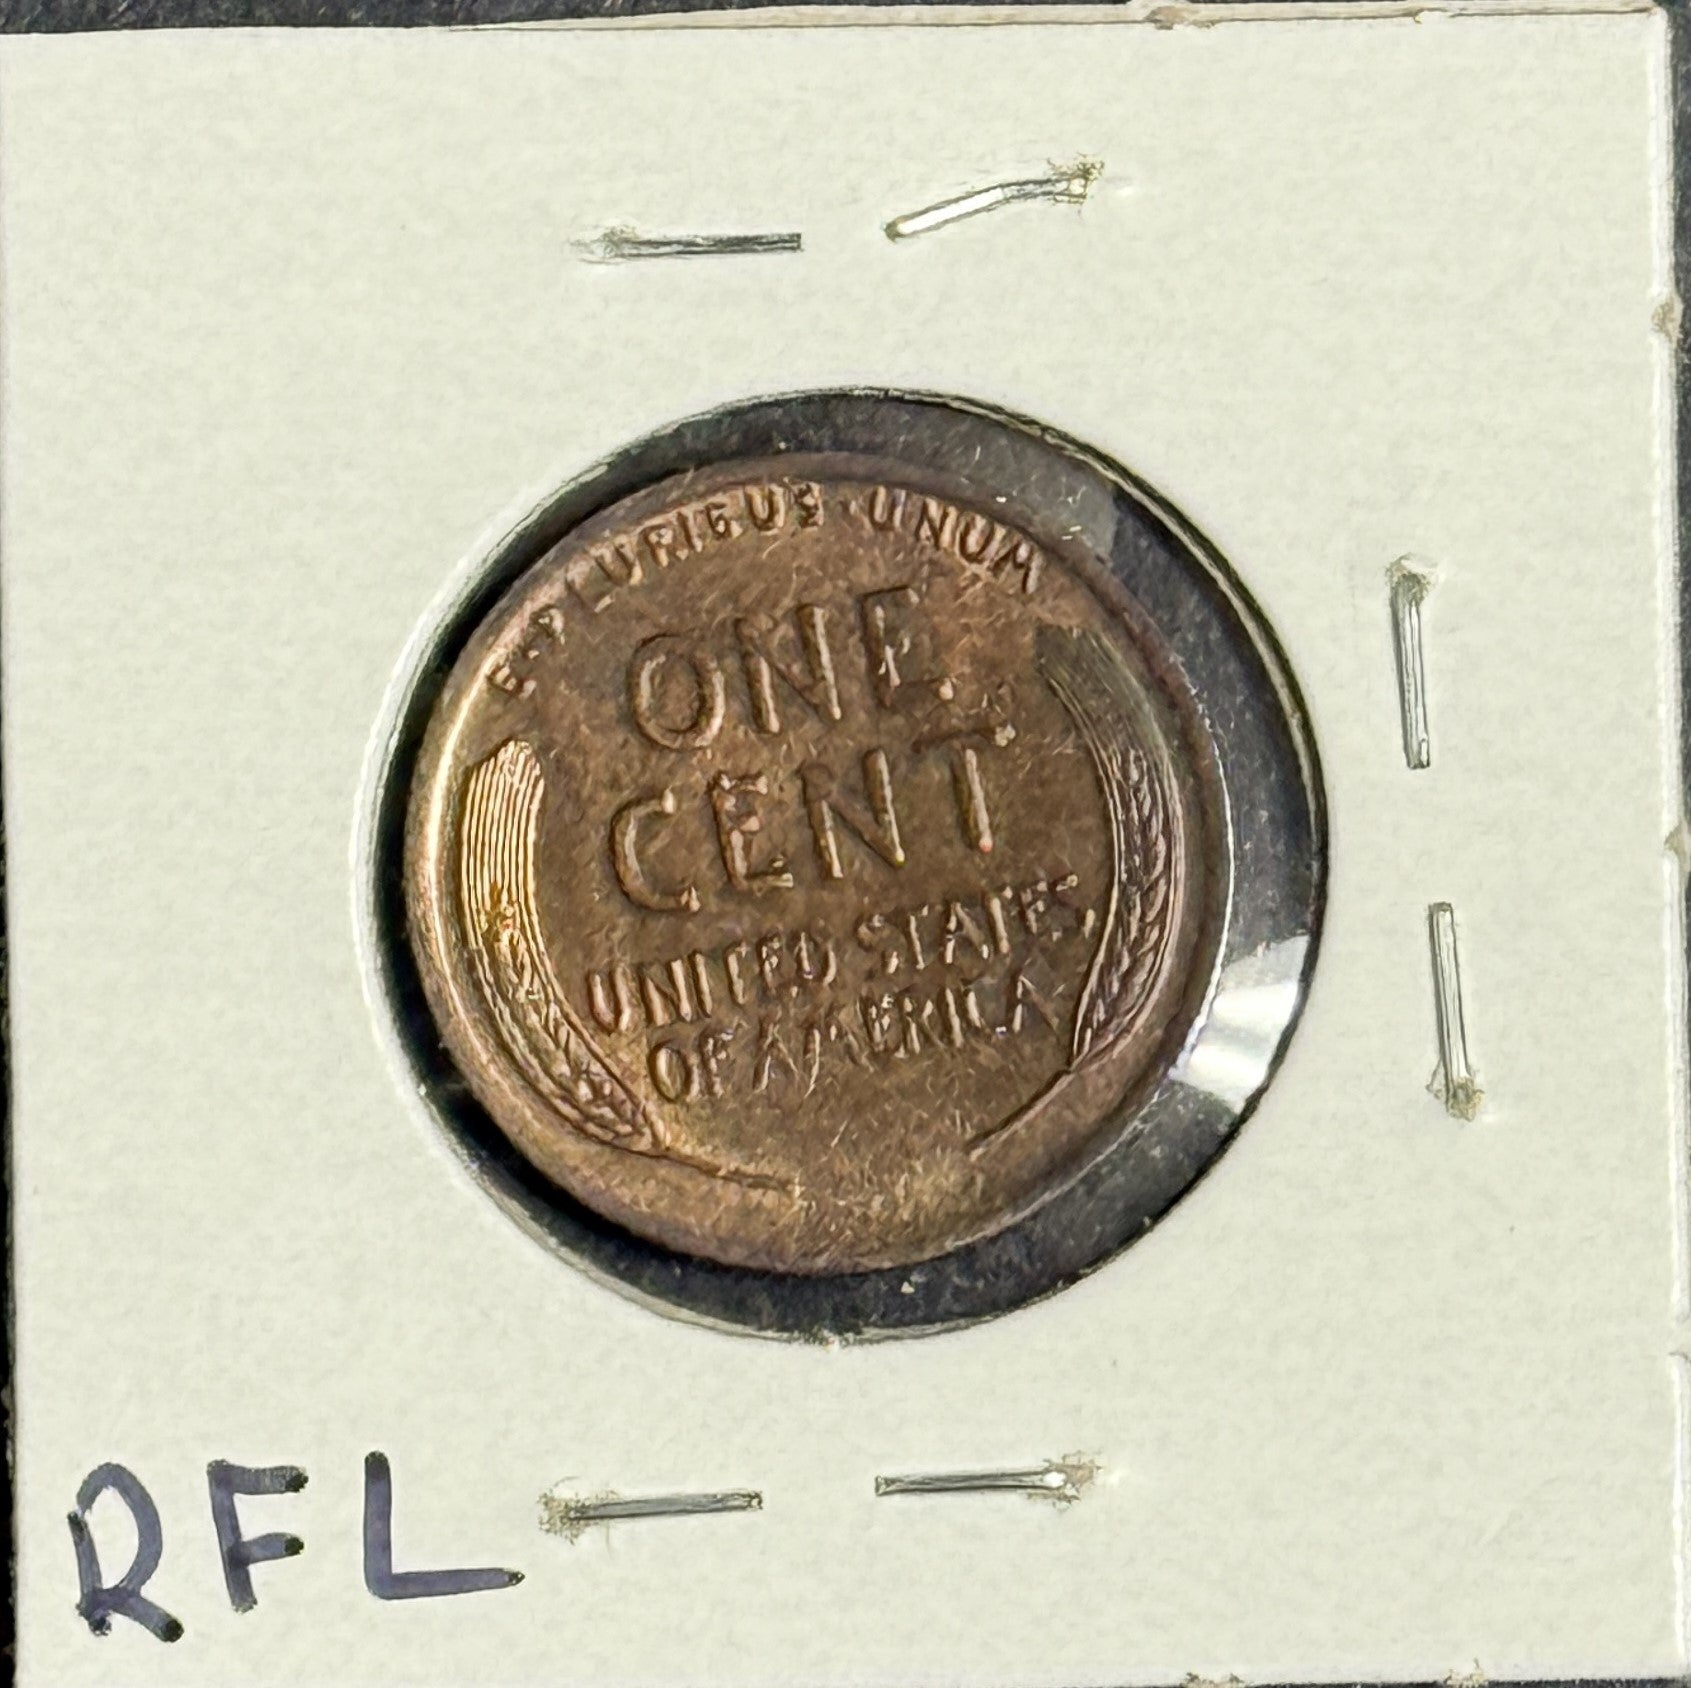 E·PLURIBUS·UNUM
ONE
CENT
UNITED STATES
OF AMERICA
RFL